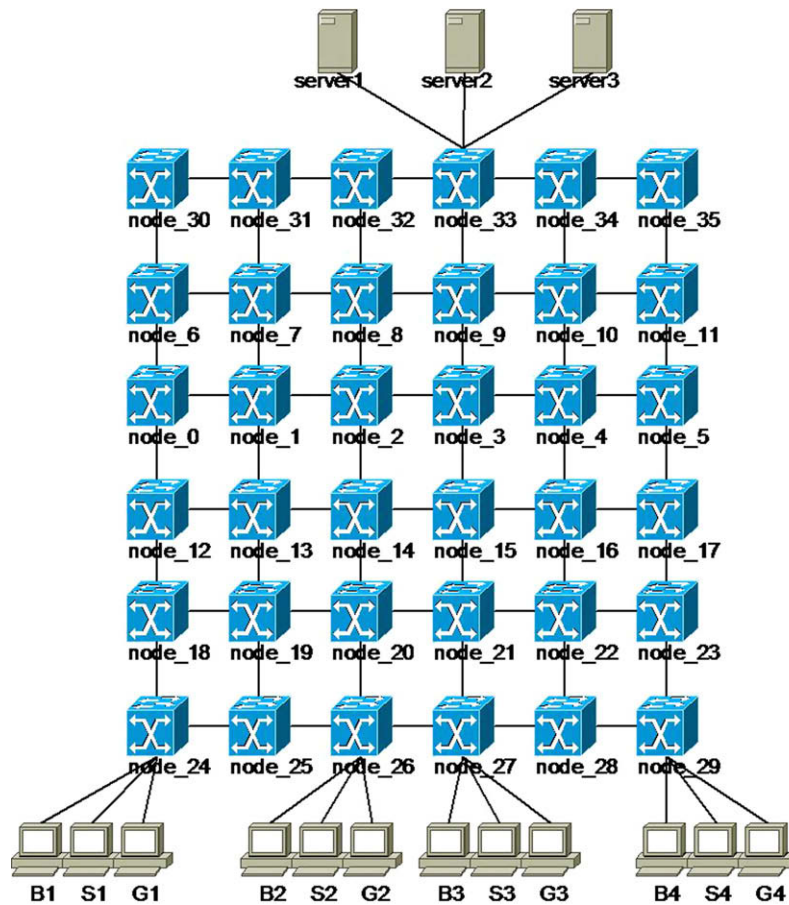 server1 server2 server3
node_30 node_31 node_32 node_33 node_34 node_35
node_6 node_7 node_8 node_9 node_10 node_11
node_0 node_1 node_2 node_3 node_4 node_5
node_12 node_13 node_14 node_15 node_16 node_17
node_18 node_19 node_20 node_21 node_22 node_23
node_24 node_25 node_26 node_27 node_28 node_29
B1 S1 G1 B2 S2 G2 B3 S3 G3 B4 S4 G4